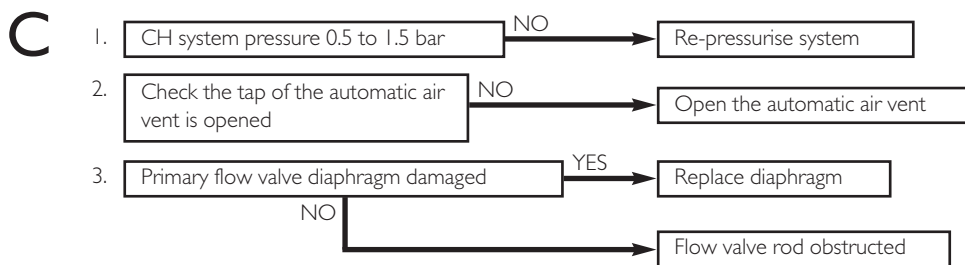 C
1. CH system pressure 0.5 to 1.5 bar NO Re-pressurise system
2. Check the tap of the automatic air NO Open the automatic air vent
vent is opened
3. Primary flow valve diaphragm damaged YES Replace diaphragm
NO
Flow valve rod obstructed